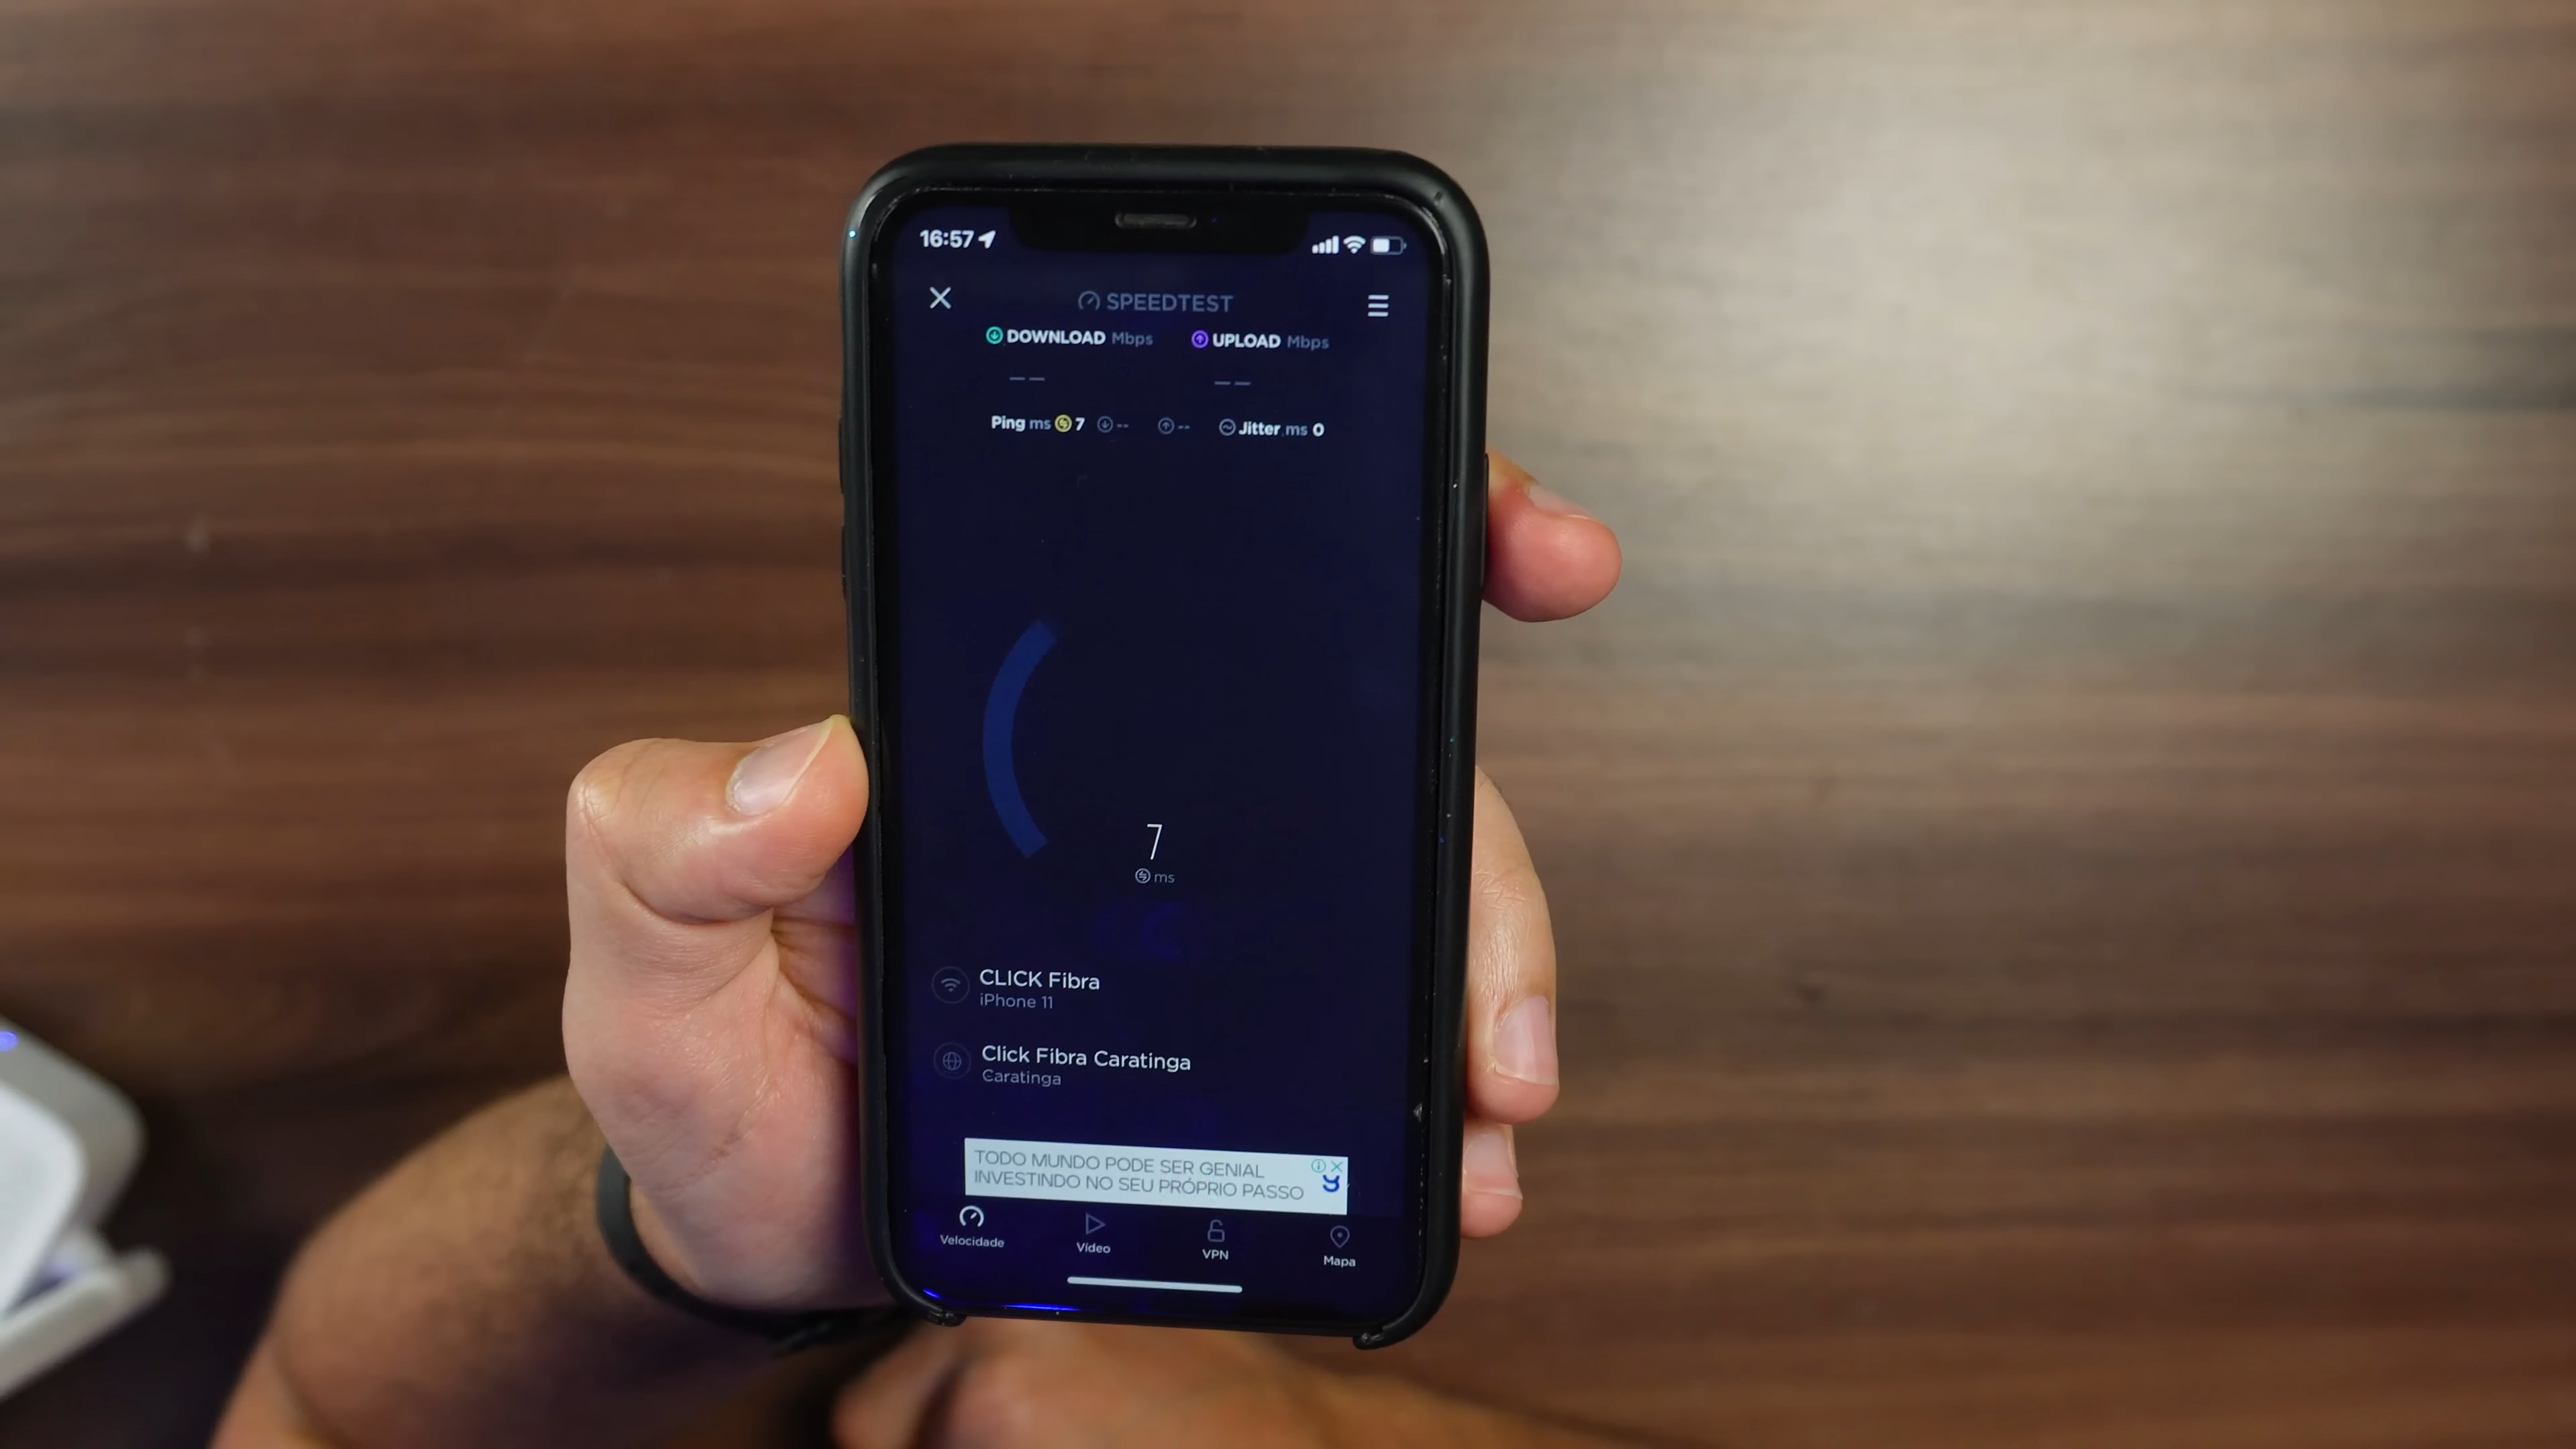 16:57
SPEEDTEST
DOWNLOAD Mbps UPLOAD Mbps
-- --
Ping ms 7 -- -- Jitter ms 0
7
ms
CLICK Fibra
iPhone 11
Click Fibra Caratinga
Caratinga
TODO MUNDO PODE SER GENIAL
INVESTINDO NO SEU PRÓPRIO PASSO
Velocidade Vídeo VPN Mapa